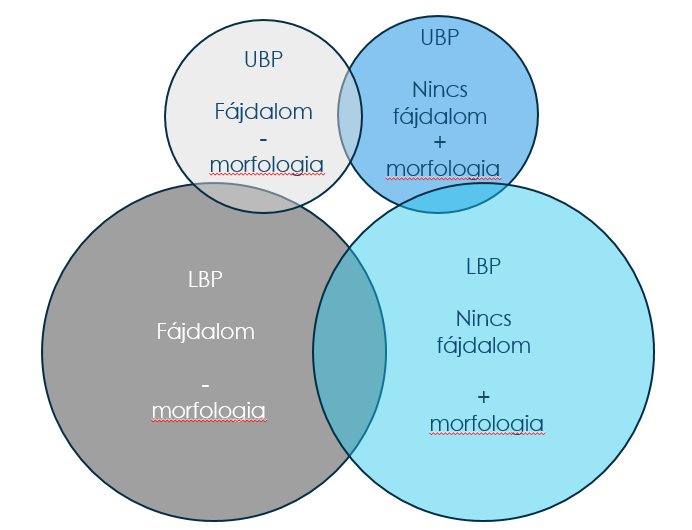 UBP
Fájdalom
-
morfologia
UBP
Nincs
fájdalom
+
morfologia
LBP
Fájdalom
-
morfologia
LBP
Nincs
fájdalom
+
morfologia